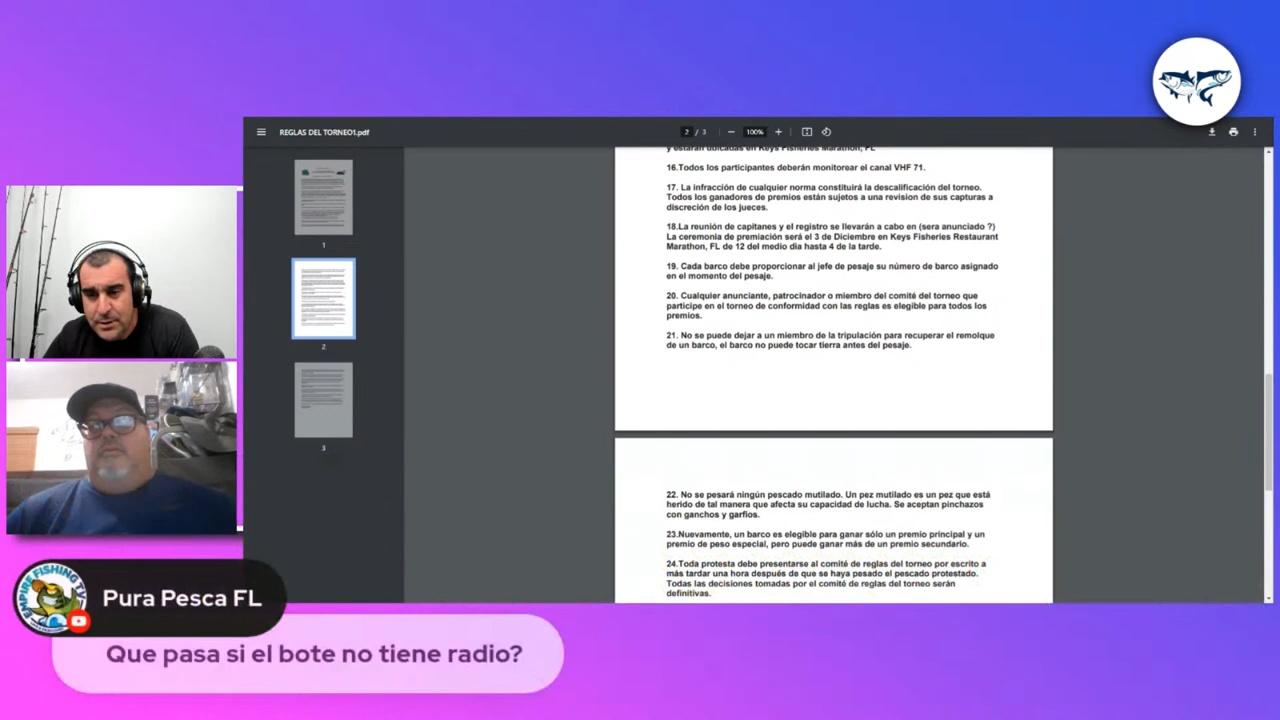 REGLAS DEL TORNEO1.pdf
2 / 3
100%
y estarán ubicadas en Keys Fisheries Marathon, FL
16.Todos los participantes deberán monitorear el canal VHF 71.
17. La infracción de cualquier norma constituirá la descalificación del torneo.
Todos los ganadores de premios están sujetos a una revision de sus capturas a
discreción de los jueces.
18.La reunión de capitanes y el registro se llevarán a cabo en (sera anunciado ?)
La ceremonia de premiación será el 3 de Diciembre en Keys Fisheries Restaurant
Marathon, FL de 12 del medio dia hasta 4 de la tarde.
19. Cada barco debe proporcionar al jefe de pesaje su número de barco asignado
en el momento del pesaje.
20. Cualquier anunciante, patrocinador o miembro del comité del torneo que
participe en el torneo de conformidad con las reglas es elegible para todos los
premios.
21. No se puede dejar a un miembro de la tripulación para recuperar el remolque
de un barco, el barco no puede tocar tierra antes del pesaje.
22. No se pesará ningún pescado mutilado. Un pez mutilado es un pez que está
herido de tal manera que afecta su capacidad de lucha. Se aceptan pinchazos
con ganchos y garfios.
23.Nuevamente, un barco es elegible para ganar sólo un premio principal y un
premio de peso especial, pero puede ganar más de un premio secundario.
24.Toda protesta debe presentarse al comité de reglas del torneo por escrito a
más tardar una hora después de que se haya pesado el pescado protestado.
Todas las decisiones tomadas por el comité de reglas del torneo serán
definitivas.
1
2
3
EMPIRE FISHING TV
Pura Pesca FL
Que pasa si el bote no tiene radio?